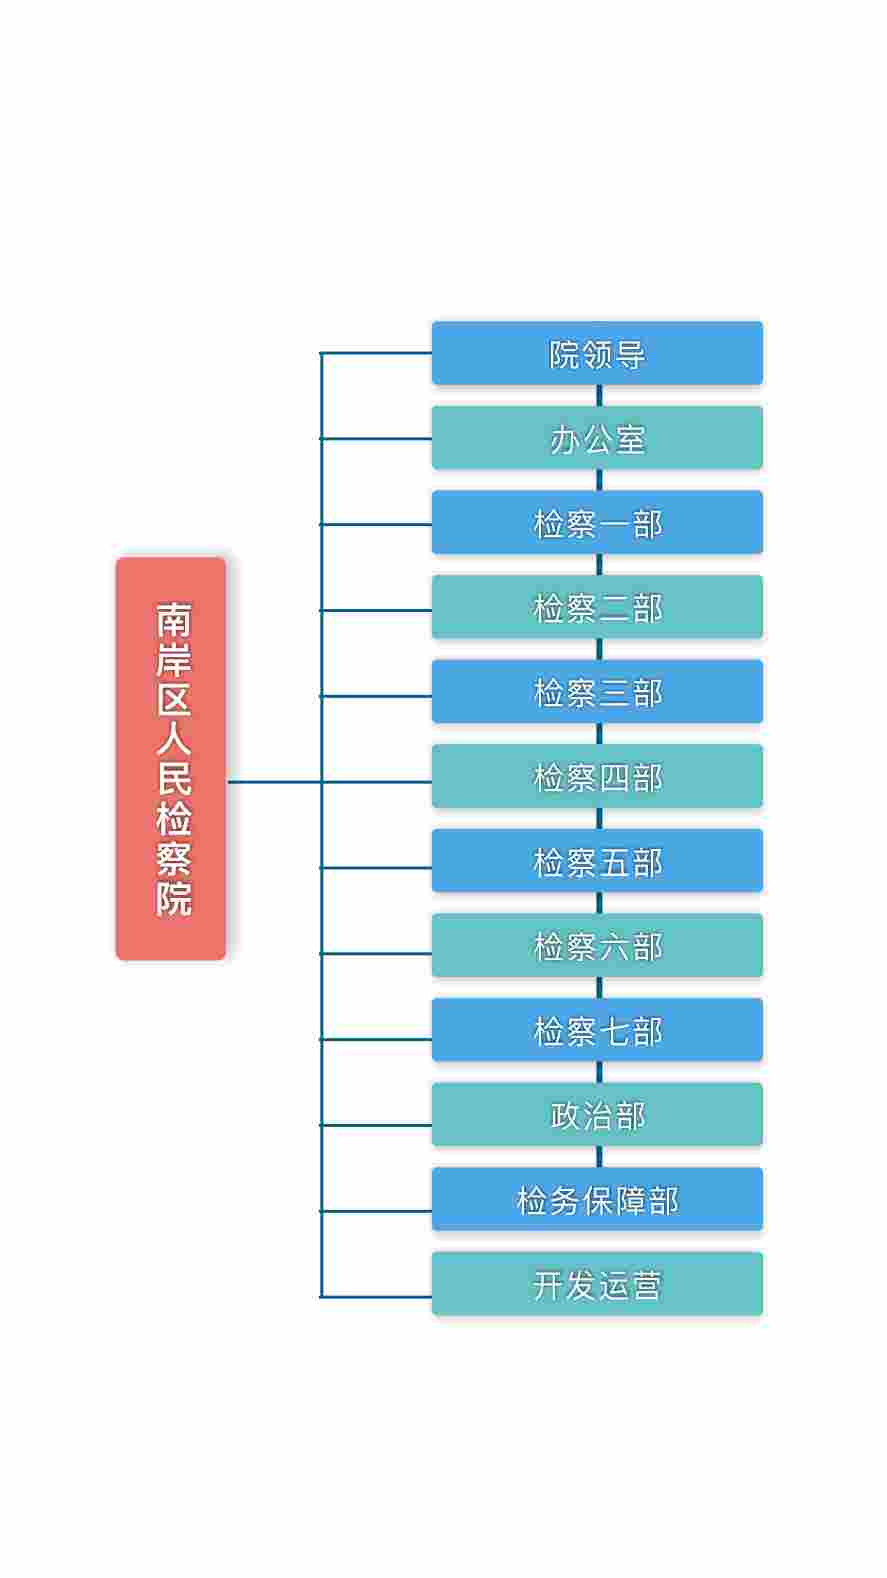 南岸区人民检察院
院领导
办公室
检察一部
检察二部
检察三部
检察四部
检察五部
检察六部
检察七部
政治部
检务保障部
开发运营